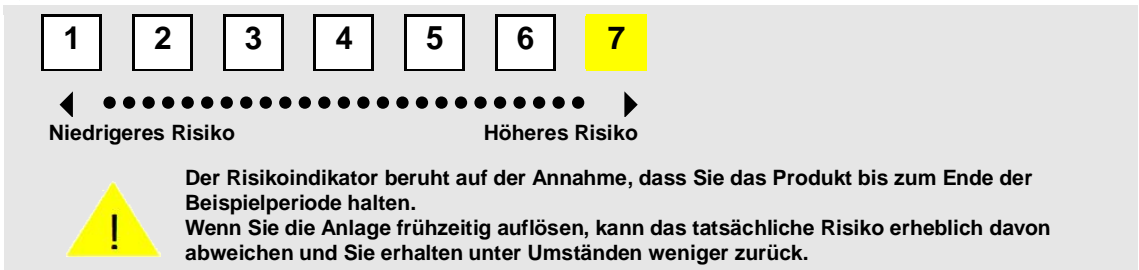 1 2 3 4 5 6 7
Niedrigeres Risiko Höheres Risiko
Der Risikoindikator beruht auf der Annahme, dass Sie das Produkt bis zum Ende der
Beispielperiode halten.
Wenn Sie die Anlage frühzeitig auflösen, kann das tatsächliche Risiko erheblich davon
abweichen und Sie erhalten unter Umständen weniger zurück.
!